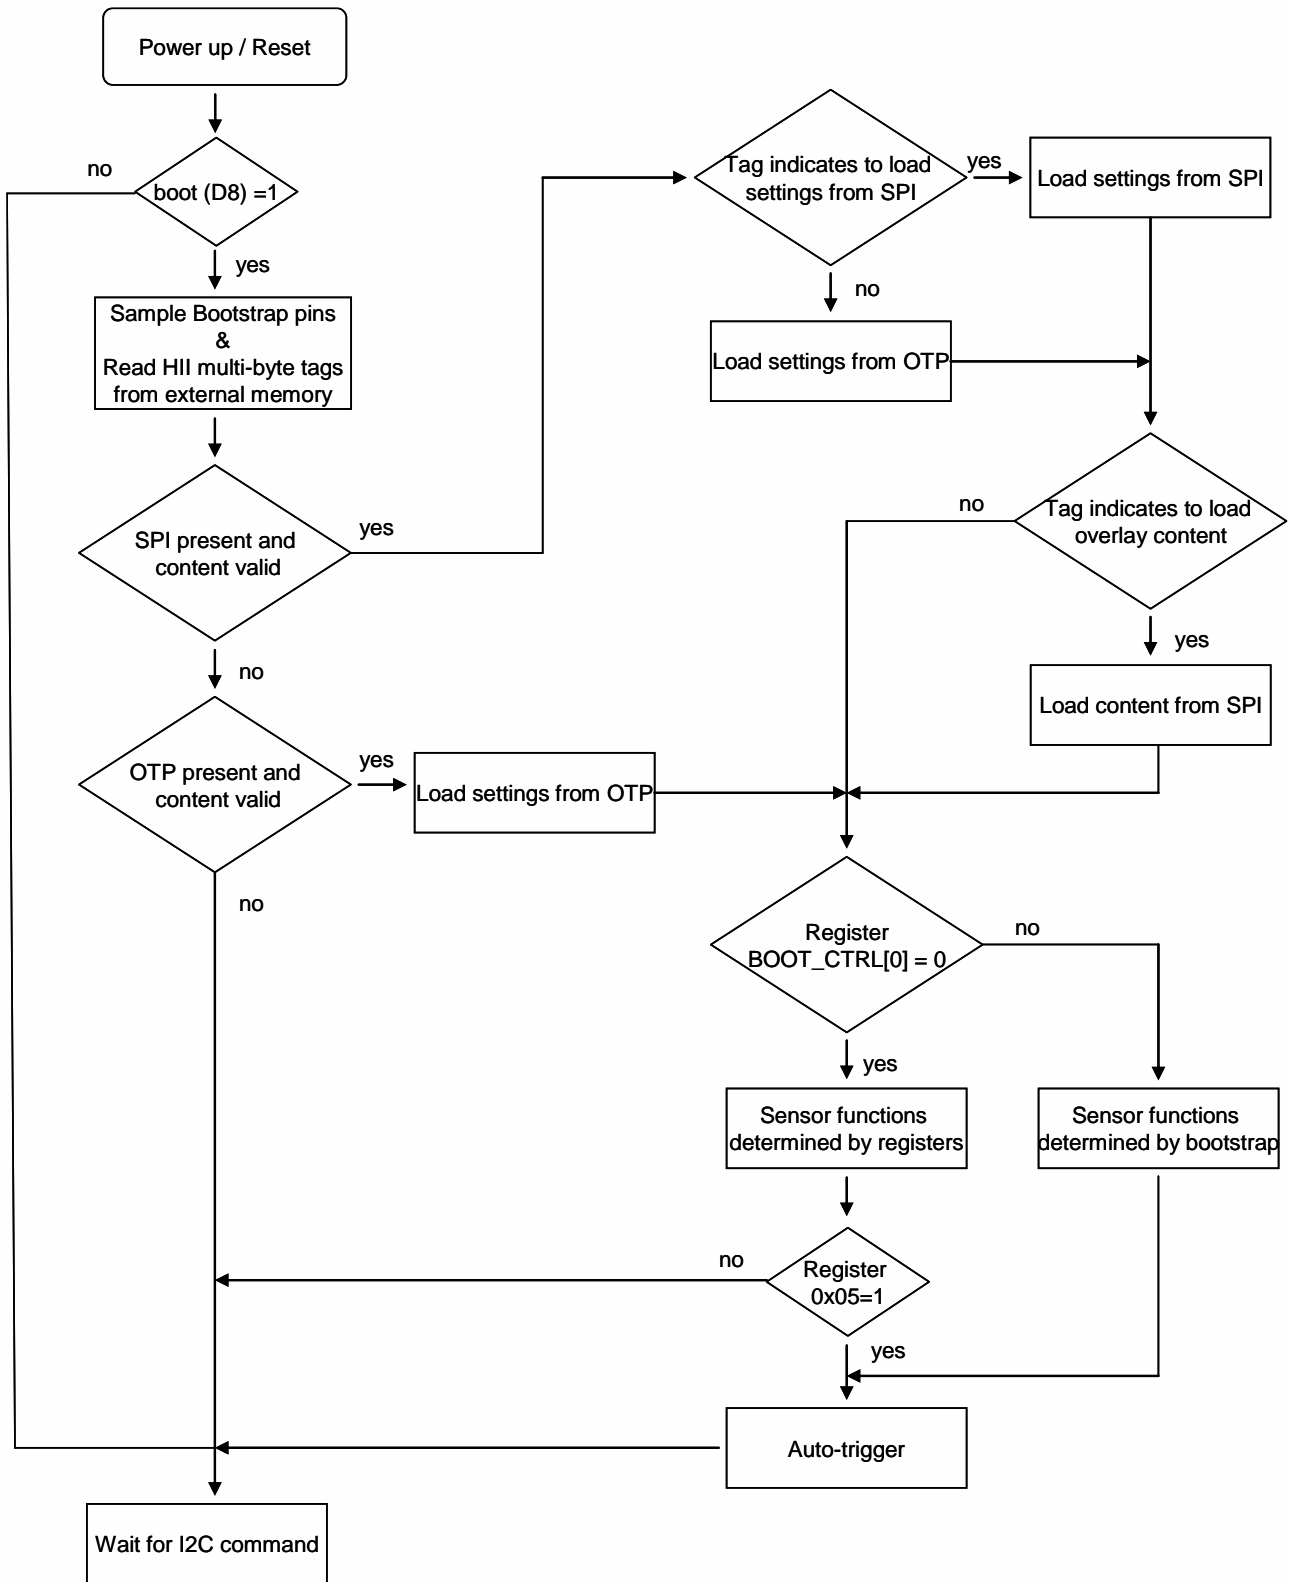 Power up / Reset
no
boot (D8) =1
yes
Sample Bootstrap pins
&
Read HII multi-byte tags
from external memory
SPI present and
content valid
yes
no
OTP present and
content valid
yes
Load settings from OTP
no
Tag indicates to load
settings from SPI
yes
Load settings from SPI
no
Load settings from OTP
Tag indicates to load
overlay content
no
yes
Load content from SPI
Register
BOOT_CTRL[0] = 0
no
yes
Sensor functions
determined by registers
Sensor functions
determined by bootstrap
Register
0x05=1
no
yes
Auto-trigger
Wait for I2C command